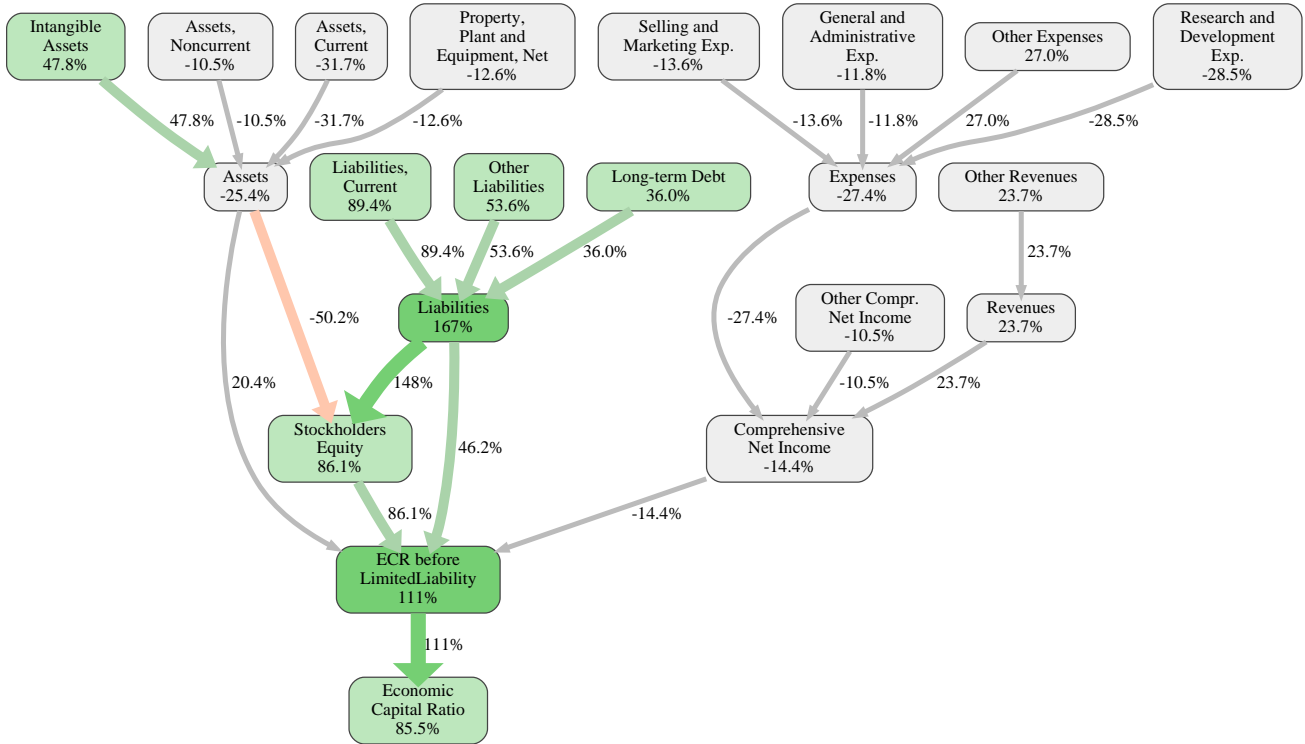 Intangible
Assets
47.8%
Assets,
Noncurrent
-10.5%
Assets,
Current
-31.7%
Property,
Plant and
Equipment, Net
-12.6%
Selling and
Marketing Exp.
-13.6%
General and
Administrative
Exp.
-11.8%
Other Expenses
27.0%
Research and
Development
Exp.
-28.5%
47.8%
-10.5%
-31.7%
-12.6%
-13.6%
-11.8%
27.0%
-28.5%
Assets
-25.4%
Liabilities,
Current
89.4%
Other
Liabilities
53.6%
Long-term Debt
36.0%
Expenses
-27.4%
Other Revenues
23.7%
89.4%
53.6%
36.0%
23.7%
Liabilities
167%
Other Compr.
Net Income
-10.5%
Revenues
23.7%
-50.2%
-27.4%
20.4%
148%
-10.5%
23.7%
Stockholders
Equity
86.1%
46.2%
Comprehensive
Net Income
-14.4%
86.1%
-14.4%
ECR before
LimitedLiability
111%
111%
Economic
Capital Ratio
85.5%